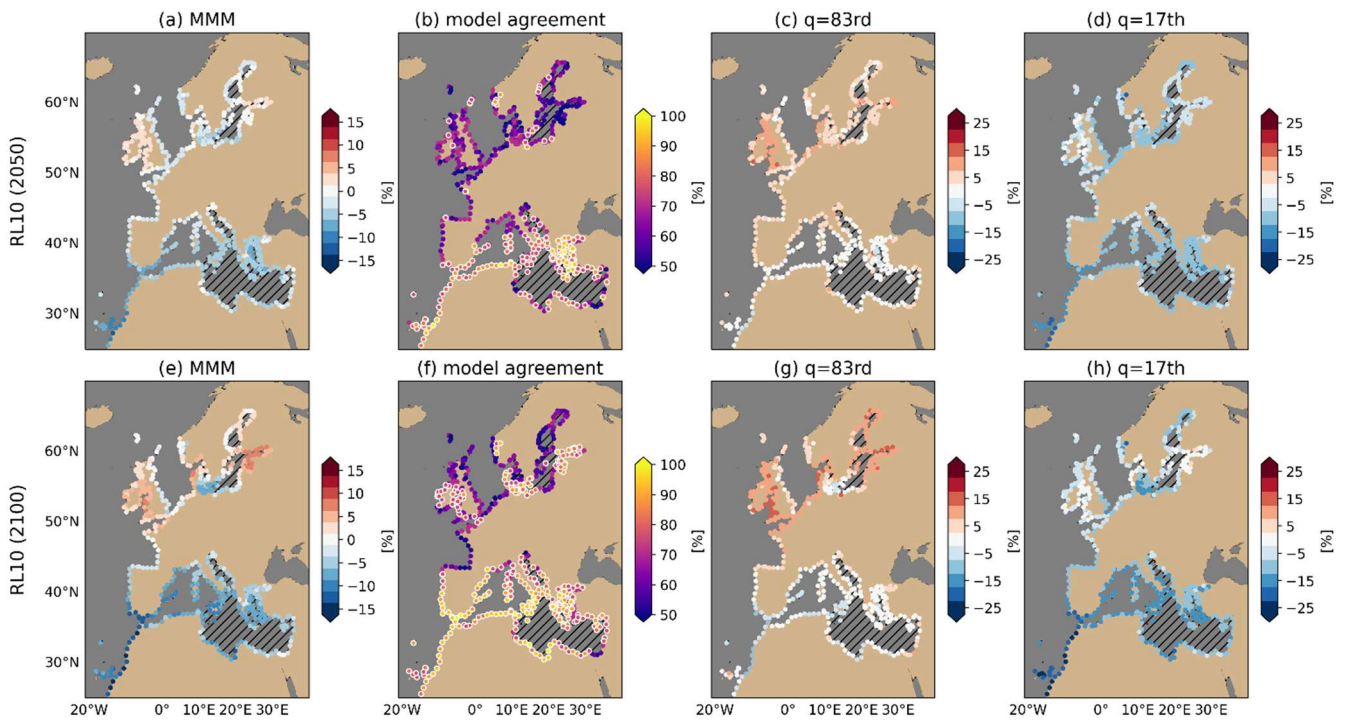 (a) MMM
(b) model agreement
(c) q=83rd
(d) q=17th
RL10 (2050)
60°N
50°N
40°N
30°N
15
10
5
0
−5
−10
−15
[%]
100
90
80
70
60
50
[%]
25
15
5
−5
−15
−25
[%]
25
15
5
−5
−15
−25
[%]
(e) MMM
(f) model agreement
(g) q=83rd
(h) q=17th
RL10 (2100)
60°N
50°N
40°N
30°N
15
10
5
0
−5
−10
−15
[%]
100
90
80
70
60
50
[%]
25
15
5
−5
−15
−25
[%]
25
15
5
−5
−15
−25
[%]
20°W 0° 10°E 20°E 30°E
20°W 0° 10°E 20°E 30°E
20°W 0° 10°E 20°E 30°E
20°W 0° 10°E 20°E 30°E